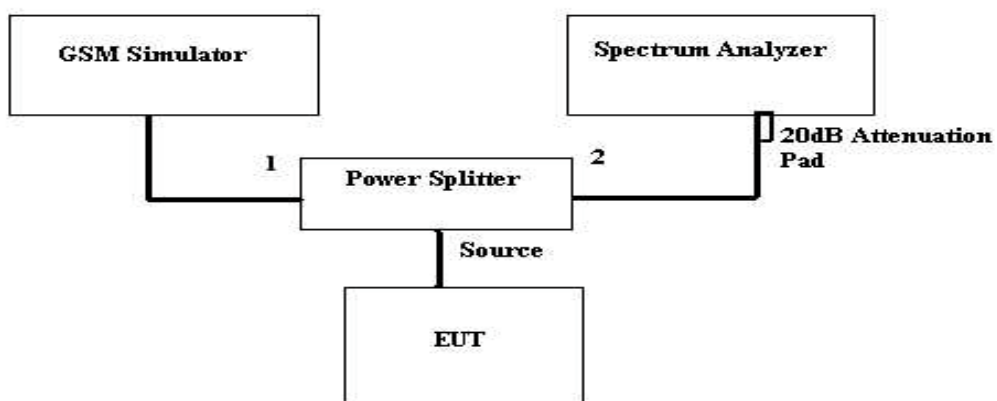 GSM Simulator
Spectrum Analyzer
20dB Attenuation
Pad
1
2
Power Splitter
Source
EUT